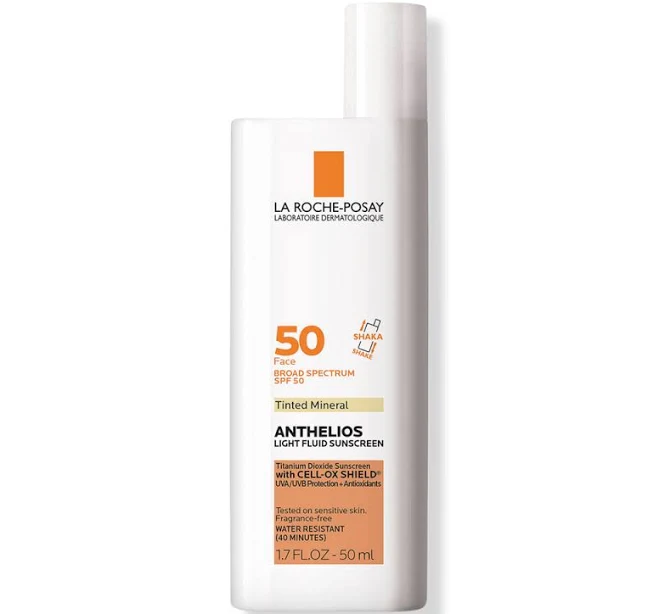 LA ROCHE-POSAY
LABORATOIRE DERMATOLOGIQUE
50
Face
BROAD SPECTRUM
SPF 50
SHAKA
SHAKE
Tinted Mineral
ANTHELIOS
LIGHT FLUID SUNSCREEN
Titanium Dioxide Sunscreen
with CELL-OX SHIELD®
UVA/UVB Protection + Antioxidants
Tested on sensitive skin.
Fragrance-free
WATER RESISTANT
(40 MINUTES)
1.7 FL.OZ - 50 ml